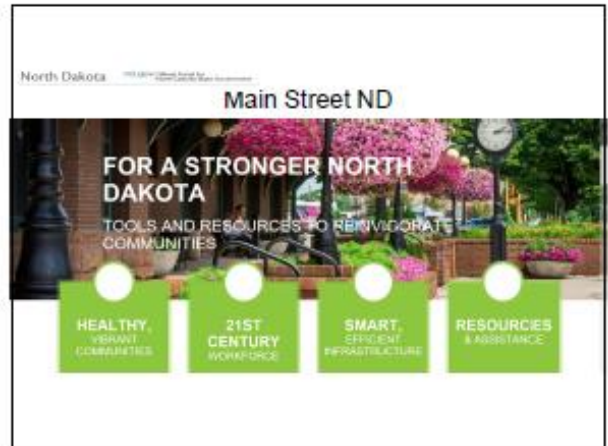 North Dakota
Main Street ND
FOR A STRONGER NORTH
DAKOTA
TOOLS AND RESOURCES TO REINVIGORATE
COMMUNITIES
HEALTHY,
VIBRANT
COMMUNITIES
21ST
CENTURY
WORKFORCE
SMART,
EFFICIENT
INFRASTRUCTURE
RESOURCIES
& ASSISTANCE